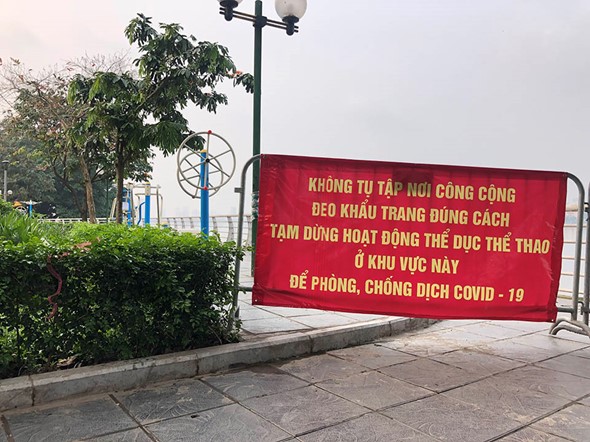 KHÔNG TỤ TẬP NƠI CÔNG CỘNG
ĐEO KHẨU TRANG ĐÚNG CÁCH
TẠM DỪNG HOẠT ĐỘNG THỂ DỤC THỂ THAO
Ở KHU VỰC NÀY
ĐỂ PHÒNG, CHỐNG DỊCH COVID - 19